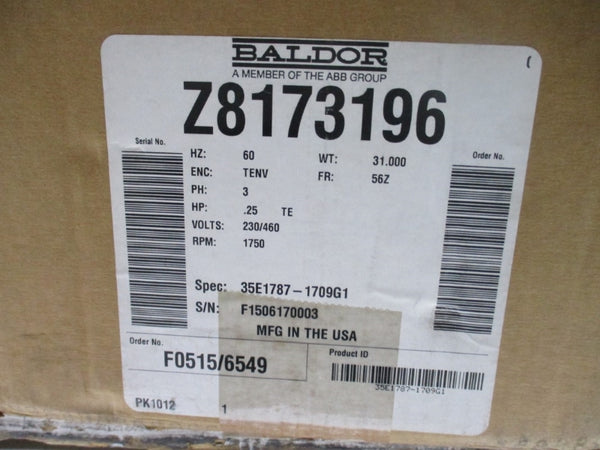 BALDOR
A MEMBER OF THE ABB GROUP
Z8173196
Serial No.
Order No.
HZ: 60 WT: 31.000
ENC: TENV FR: 56Z
PH: 3
HP: .25 TE
VOLTS: 230/460
RPM: 1750
Spec: 35E1787-1709G1
S/N: F1506170003
MFG IN THE USA
Order No.
F0515/6549
Product ID
35E1787-1709G1
PK1012 1